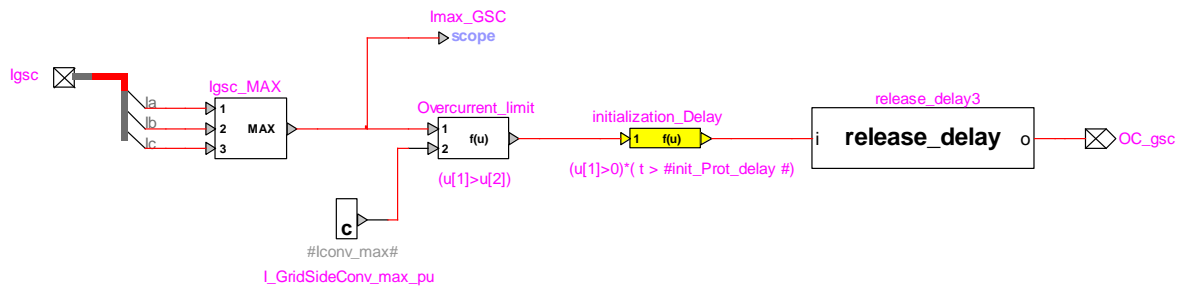 Imax_GSC
scope
Igsc
Igsc_MAX
Ia
Ib
Ic
1
2
3
MAX
Overcurrent_limit
1
2
f(u)
(u[1]>u[2])
initialization_Delay
1
f(u)
(u[1]>0)*( t > #init_Prot_delay #)
release_delay3
i
release_delay
o
OC_gsc
c
#Iconv_max#
I_GridSideConv_max_pu